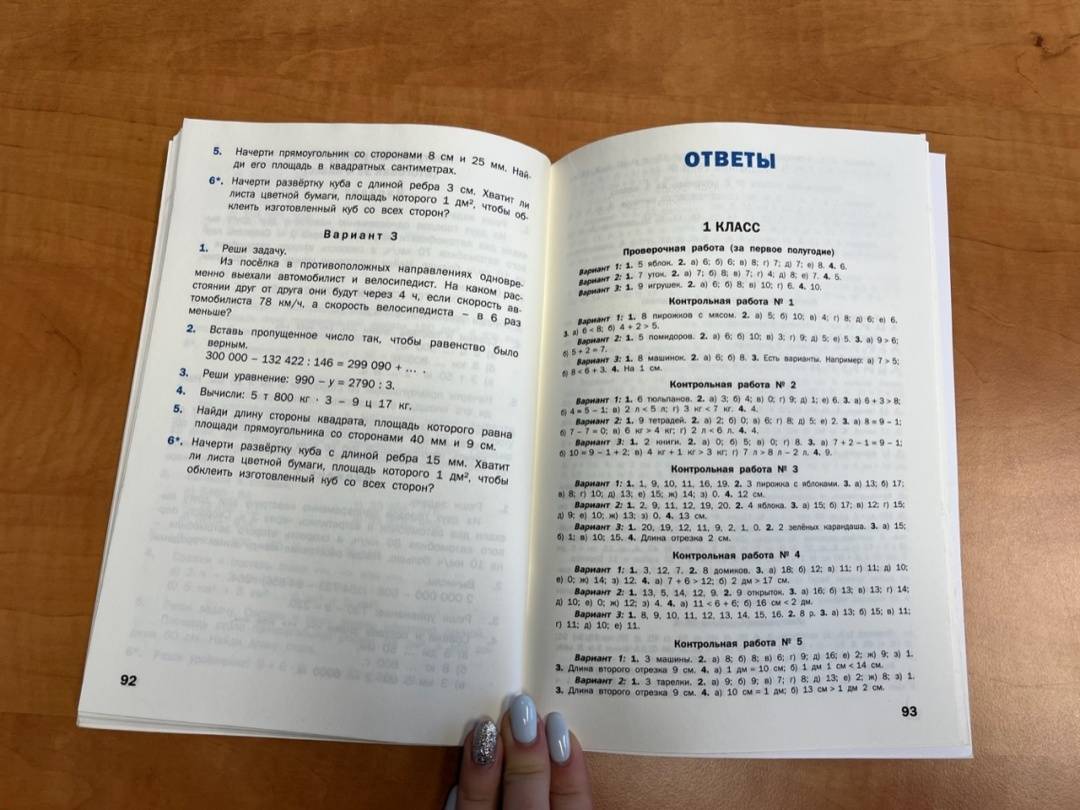 5. Начерти прямоугольник со сторонами 8 см и 25 мм. Най-
ди его площадь в квадратных сантиметрах.
6*. Начерти развёртку куба с длиной ребра 3 см. Хватит ли
листа цветной бумаги, площадь которого 1 дм², чтобы об-
клеить изготовленный куб со всех сторон?
Вариант 3
1. Реши задачу.
Из посёлка в противоположных направлениях одновре-
менно выехали автомобилист и велосипедист. На каком рас-
стоянии друг от друга они будут через 4 ч, если скорость ав-
томобилиста 78 км/ч, а скорость велосипедиста – в 6 раз
меньше?
2. Вставь пропущенное число так, чтобы равенство было
верным.
300 000 – 132 422 : 146 = 299 090 + ... .
3. Реши уравнение: 990 – y = 2790 : 3.
4. Вычисли: 5 т 800 кг · 3 – 9 ц 17 кг.
5. Найди длину стороны квадрата, площадь которого равна
площади прямоугольника со сторонами 40 мм и 9 см.
6*. Начерти развёртку куба с длиной ребра 15 мм. Хватит
ли листа цветной бумаги, площадь которого 1 дм², чтобы
обклеить изготовленный куб со всех сторон?
92
ОТВЕТЫ
1 КЛАСС
Проверочная работа (за первое полугодие)
Вариант 1: 1. 5 яблок. 2. а) 6; б) 6; в) 8; г) 7; д) 7; е) 8. 4. 6.
Вариант 2: 1. 7 уток. 2. а) 7; б) 8; в) 7; г) 4; д) 8; е) 7. 4. 5.
Вариант 3: 1. 9 игрушек. 2. а) 6; б) 8; в) 10; г) 6. 4. 10.
Контрольная работа № 1
Вариант 1: 1. 8 пирожков с мясом. 2. а) 5; б) 10; в) 4; г) 8; д) 6; е) 6.
3. а) 6 < 8; б) 4 + 2 > 5.
Вариант 2: 1. 5 помидоров. 2. а) 6; б) 10; в) 3; г) 9; д) 5; е) 5. 3. а) 9 > 6;
б) 5 + 2 = 7.
Вариант 3: 1. 8 машинок. 2. а) 6; б) 8. 3. Есть варианты. Например: а) 7 > 5;
б) 8 < 6 + 3. 4. На 1 см.
Контрольная работа № 2
Вариант 1: 1. 6 тюльпанов. 2. а) 3; б) 4; в) 0; г) 9; д) 1; е) 6. 3. а) 6 + 3 > 8;
б) 4 = 5 – 1; в) 2 л < 5 л; г) 3 кг < 7 кг. 4. 4.
Вариант 2: 1. 9 тетрадей. 2. а) 2; б) 0; в) 6; г) 8; д) 5; е) 2. 3. а) 8 = 9 – 1;
б) 7 – 7 = 0; в) 6 кг > 4 кг; г) 2 л < 6 л. 4. 4.
Вариант 3: 1. 2 книги. 2. а) 0; б) 5; в) 0; г) 8. 3. а) 7 + 2 – 1 = 9 – 1;
б) 10 = 9 – 1 + 2; в) 4 кг + 1 кг > 3 кг; г) 7 л > 8 л – 2 л. 4. 9.
Контрольная работа № 3
Вариант 1: 1. 1, 9, 10, 11, 16, 19. 2. 3 пирожка с яблоками. 3. а) 13; б) 17;
в) 8; г) 10; д) 13; е) 15; ж) 14; з) 0. 4. 12 см.
Вариант 2: 1. 2, 9, 11, 12, 19, 20. 2. 4 яблока. 3. а) 15; б) 17; в) 12; г) 15;
д) 9; е) 10; ж) 13; з) 0. 4. 13 см.
Вариант 3: 1. 20, 19, 12, 11, 9, 2, 1, 0. 2. 2 зелёных карандаша. 3. а) 15;
б) 1; в) 10; 15. 4. Длина отрезка 2 см.
Контрольная работа № 4
Вариант 1: 1. 3, 12, 7. 2. 8 домиков. 3. а) 18; б) 12; в) 11; г) 11; д) 10;
е) 0; ж) 14; з) 12. 4. а) 7 + 6 > 12; б) 2 дм > 17 см.
Вариант 2: 1. 13, 5, 14, 12, 9. 2. 9 открыток. 3. а) 16; б) 13; в) 13; г) 14;
д) 10; е) 0; ж) 12; з) 4. 4. а) 11 < 6 + 6; б) 16 см < 2 дм.
Вариант 3: 1. 8, 9, 10, 11, 12, 13, 14, 15, 16. 2. 8 р. 3. а) 13; б) 15; в) 11;
г) 11; д) 10; е) 11.
Контрольная работа № 5
Вариант 1: 1. 3 машины. 2. а) 8; б) 8; в) 6; г) 9; д) 16; е) 2; ж) 9; з) 1.
3. Длина второго отрезка 9 см. 4. а) 1 дм = 10 см; б) 1 дм 1 см < 14 см.
Вариант 2: 1. 3 тарелки. 2. а) 9; б) 9; в) 7; г) 8; д) 13; е) 2; ж) 8; з) 1.
3. Длина второго отрезка 9 см. 4. а) 10 см = 1 дм; б) 13 см > 1 дм 2 см.
93